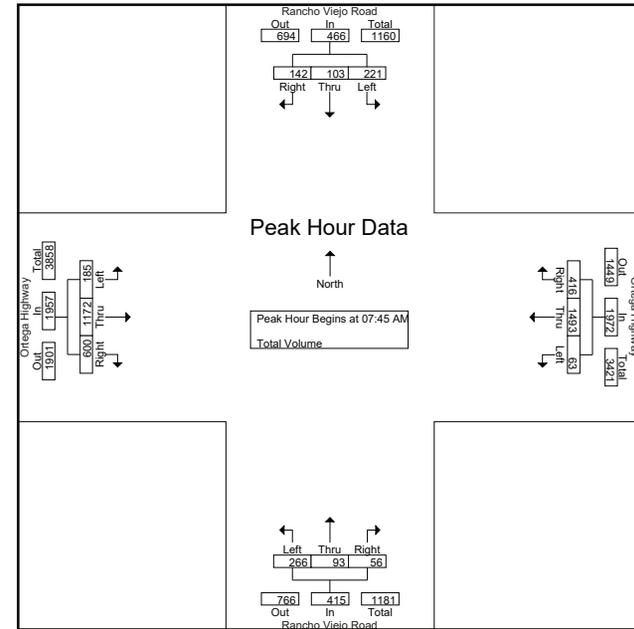 Rancho Viejo Road
Out In Total
694 466 1160
142 103 221
Right Thru Left
Peak Hour Data
North
Peak Hour Begins at 07:45 AM
Total Volume
Ortega Highway
Out In Total
1901 1957 3858
600 1172 185
Right Thru Left
Ortega Highway
Out In Total
1449 1972 3421
416 1493 63
Right Thru Left
Left Thru Right
266 93 56
766 415 1181
Out In Total
Rancho Viejo Road